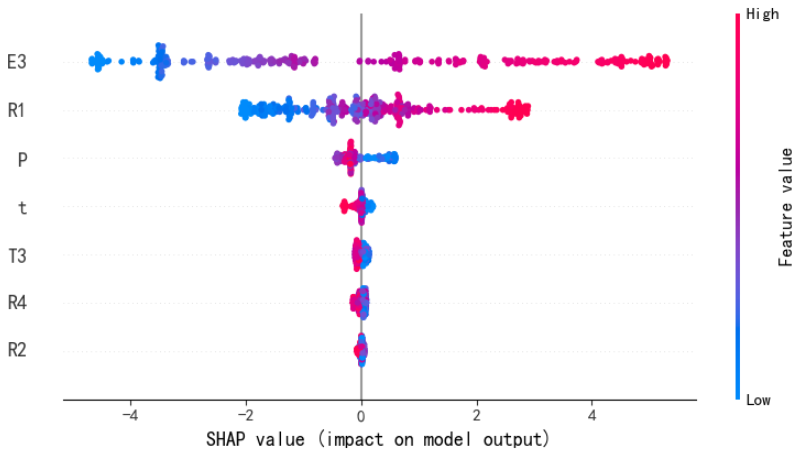 High
E3
R1
P
t
T3
R4
R2
Feature value
Low
−4
−2
0
2
4
SHAP value (impact on model output)